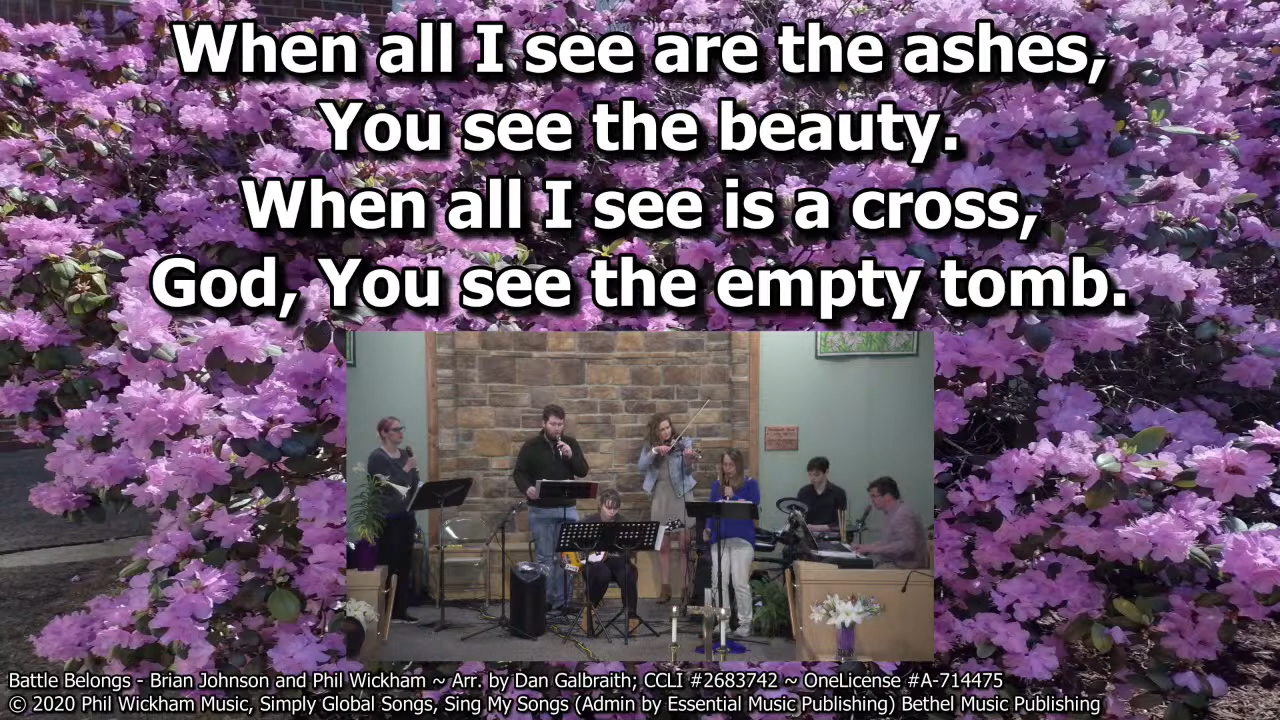 When all I see are the ashes,
You see the beauty.
When all I see is a cross,
God, You see the empty tomb.
Battle Belongs - Brian Johnson and Phil Wickham ~ Arr. by Dan Galbraith; CCLI #2683742 ~ OneLicense #A-714475
© 2020 Phil Wickham Music, Simply Global Songs, Sing My Songs (Admin by Essential Music Publishing) Bethel Music Publishing